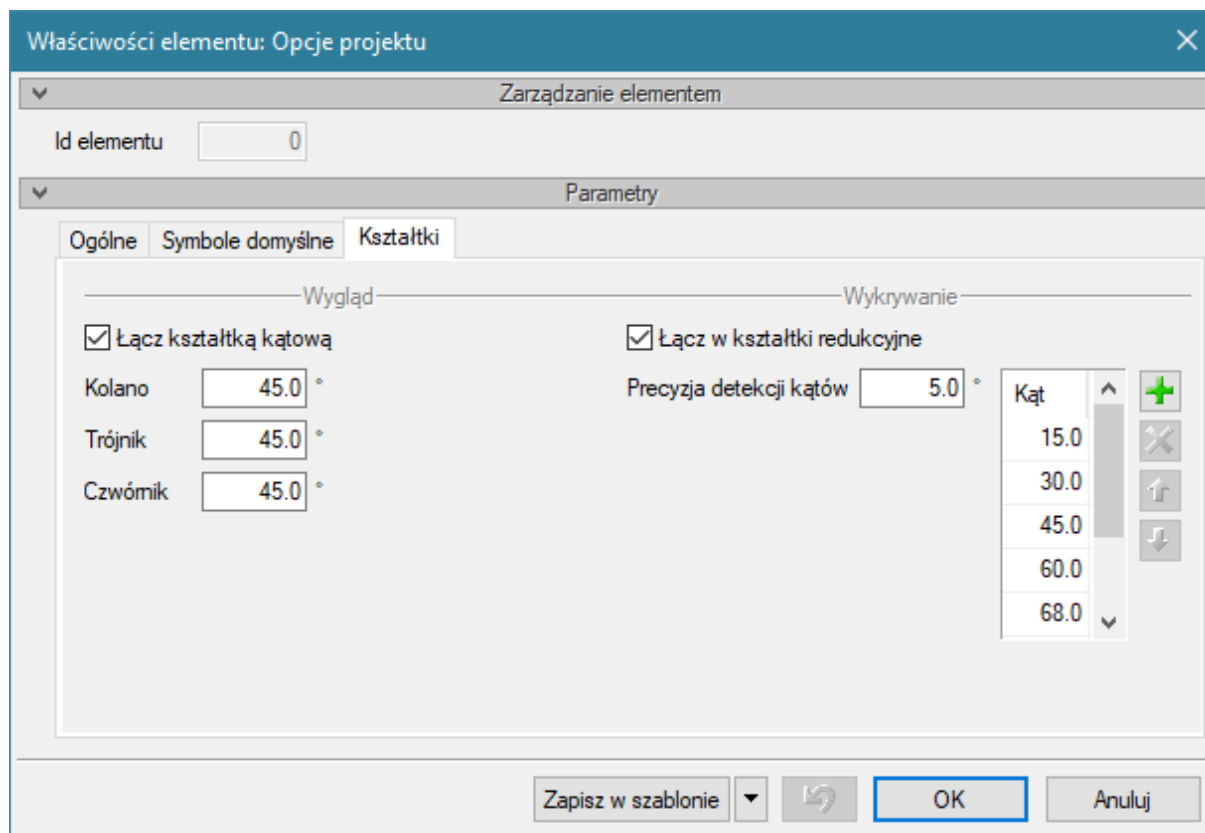 Właściwości elementu: Opcje projektu
Zarządzanie elementem
Id elementu 0
Parametry
Ogólne Symbole domyślne Kształtki
Wygląd Wykrywanie
Łącz kształtką kątową Łącz w kształtki redukcyjne
Kolano 45.0 ° Precyzja detekcji kątów 5.0 ° Kąt
15.0
Trójnik 45.0 °
30.0
Czwórnik 45.0 °
45.0
60.0
68.0
Zapisz w szablonie OK Anuluj